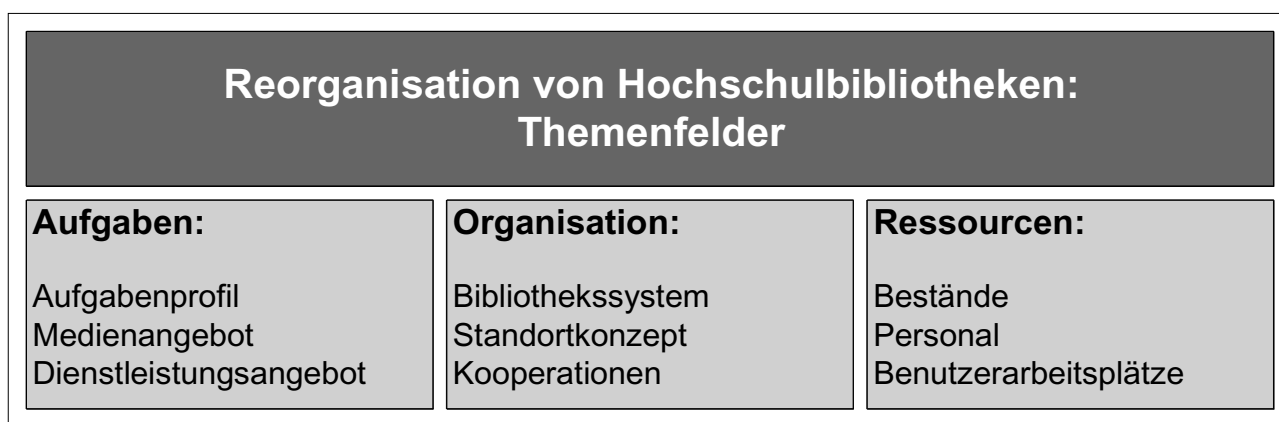 Reorganisation von Hochschulbibliotheken:
Themenfelder
Aufgaben:
Aufgabenprofil
Medienangebot
Dienstleistungsangebot
Organisation:
Bibliothekssystem
Standortkonzept
Kooperationen
Ressourcen:
Bestände
Personal
Benutzerarbeitsplätze